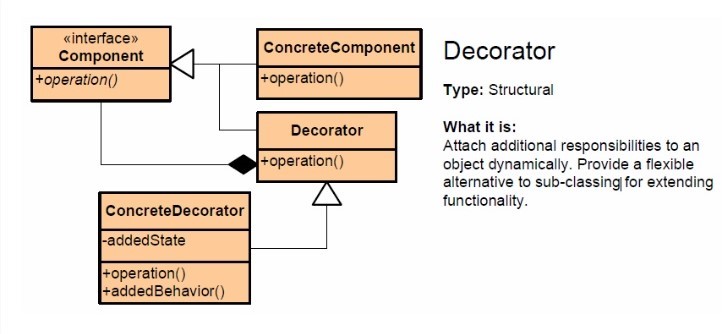 «interface»
Component
+operation()
ConcreteComponent
+operation()
Decorator
+operation()
ConcreteDecorator
-addedState
+operation()
+addedBehavior()
Decorator
Type: Structural
What it is:
Attach additional responsibilities to an
object dynamically. Provide a flexible
alternative to sub-classing for extending
functionality.